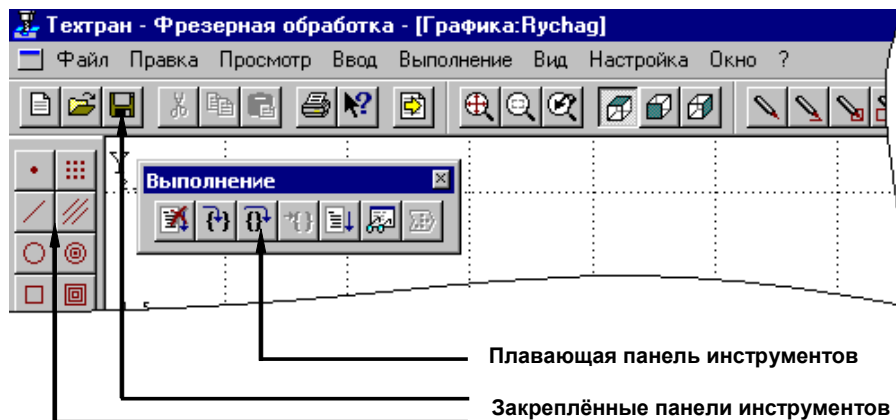 Техтран - Фрезерная обработка - [Графика:Rychag]
Файл Правка Просмотр Ввод Выполнение Вид Настройка Окно ?
Y
Выполнение
Плавающая панель инструментов
Закреплённые панели инструментов